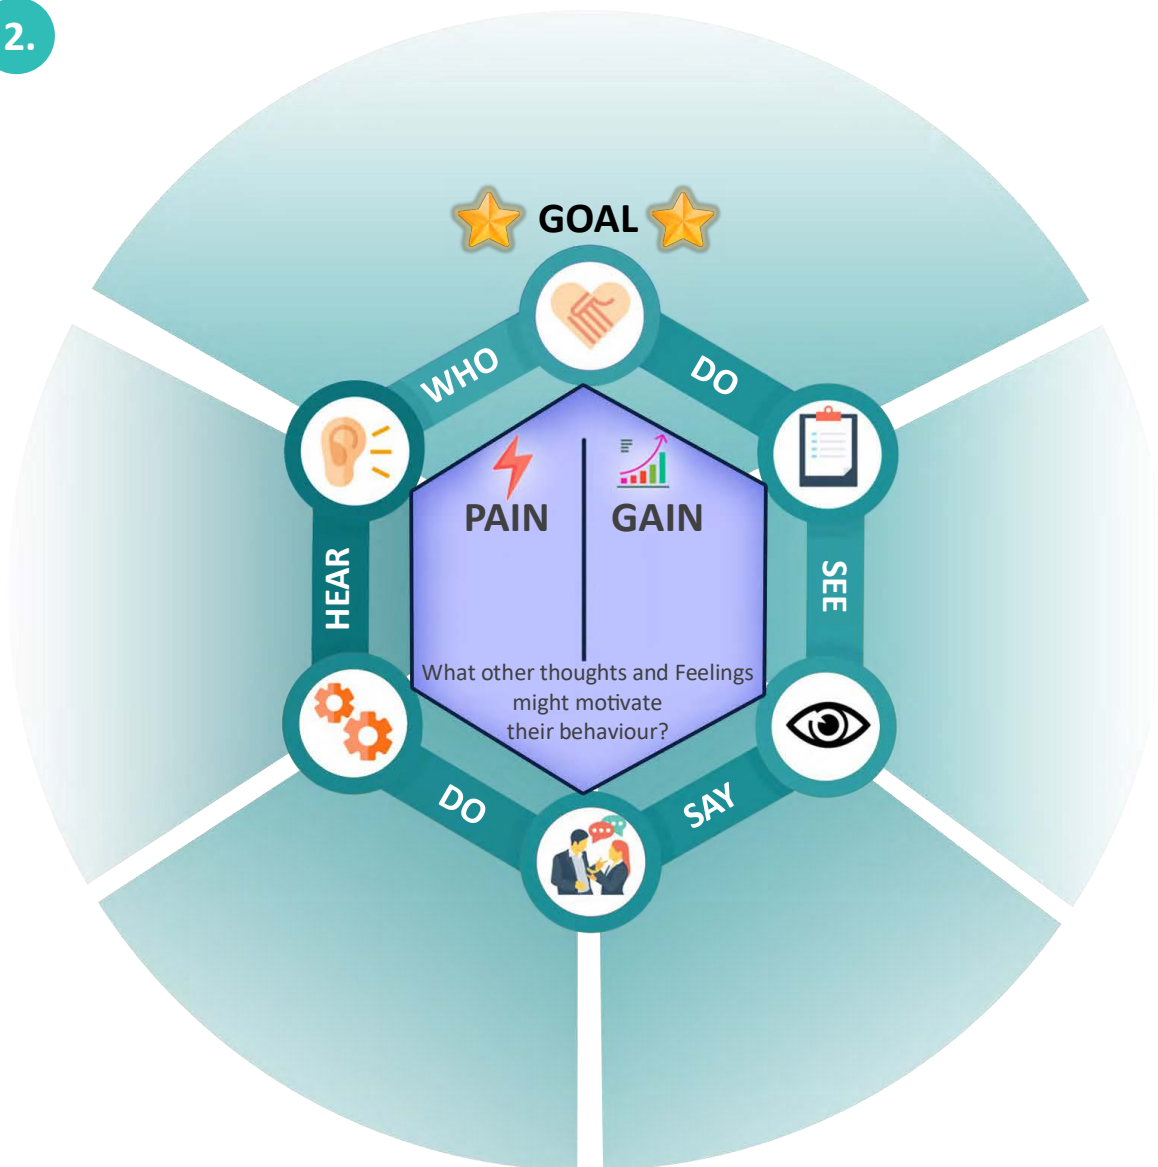 2.
GOAL
WHO
DO
HEAR
SEE
PAIN
GAIN
What other thoughts and Feelings
might motivate
their behaviour?
DO
SAY